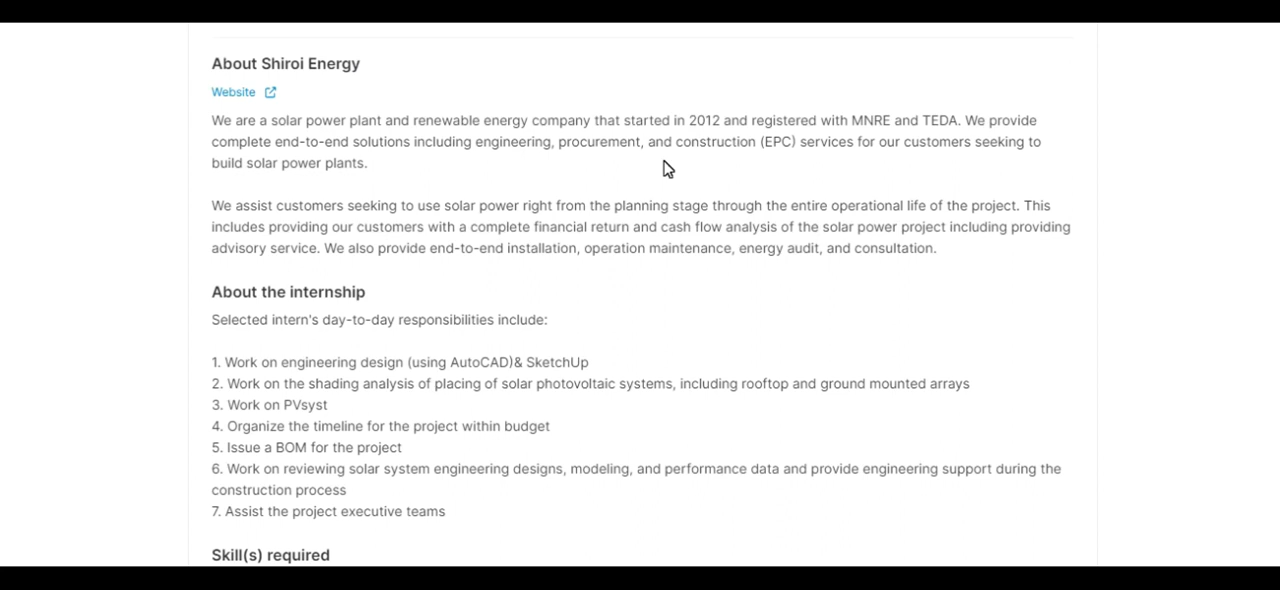 About Shiroi Energy
Website
We are a solar power plant and renewable energy company that started in 2012 and registered with MNRE and TEDA. We provide
complete end-to-end solutions including engineering, procurement, and construction (EPC) services for our customers seeking to
build solar power plants.
We assist customers seeking to use solar power right from the planning stage through the entire operational life of the project. This
includes providing our customers with a complete financial return and cash flow analysis of the solar power project including providing
advisory service. We also provide end-to-end installation, operation maintenance, energy audit, and consultation.
About the internship
Selected intern's day-to-day responsibilities include:
1. Work on engineering design (using AutoCAD)& SketchUp
2. Work on the shading analysis of placing of solar photovoltaic systems, including rooftop and ground mounted arrays
3. Work on PVsyst
4. Organize the timeline for the project within budget
5. Issue a BOM for the project
6. Work on reviewing solar system engineering designs, modeling, and performance data and provide engineering support during the
construction process
7. Assist the project executive teams
Skill(s) required